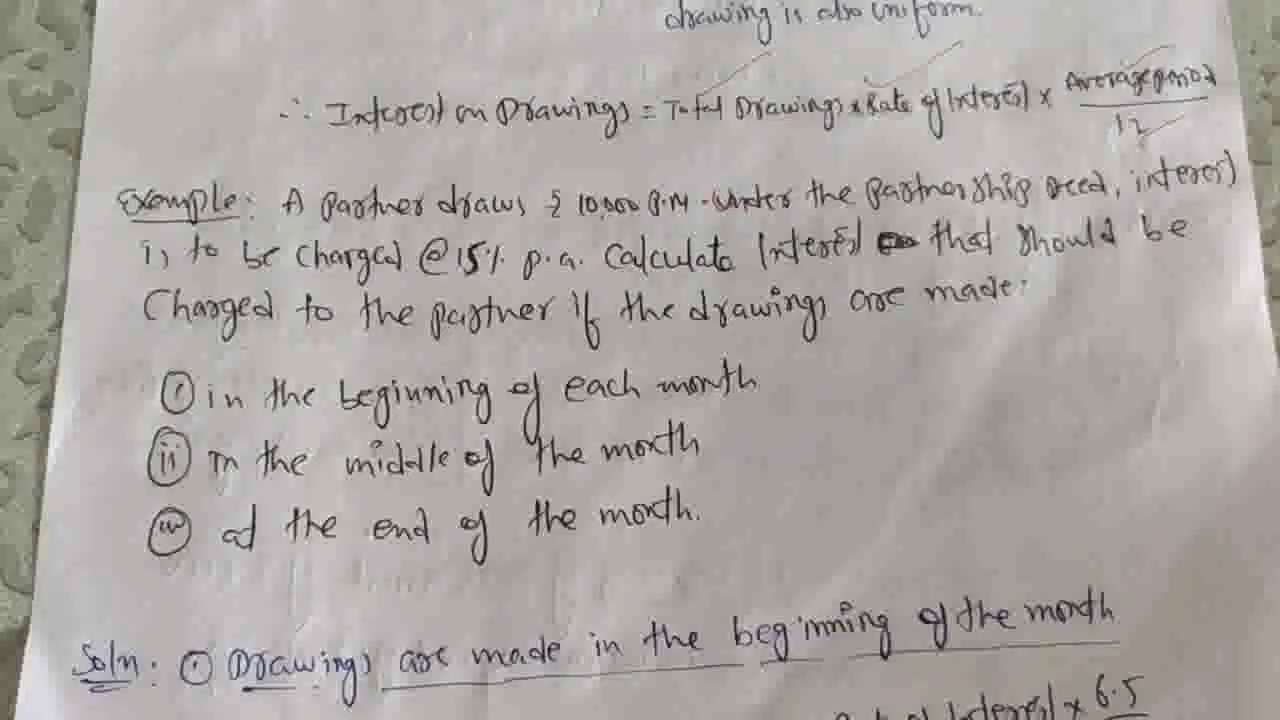 drawing is also uniform.
∴ Interest on Drawings = Total Drawings × Rate of Interest × Average period / 12
Example: A partner draws ₹ 10,000 P.M. Under the partnership deed, interest
is to be charged @ 15% p.a. Calculate Interest that should be
Charged to the partner if the drawings are made:
(i) in the beginning of each month
(ii) in the middle of the month
(iii) at the end of the month.
Soln: (i) Drawings are made in the beginning of the month
Interest × 6.5